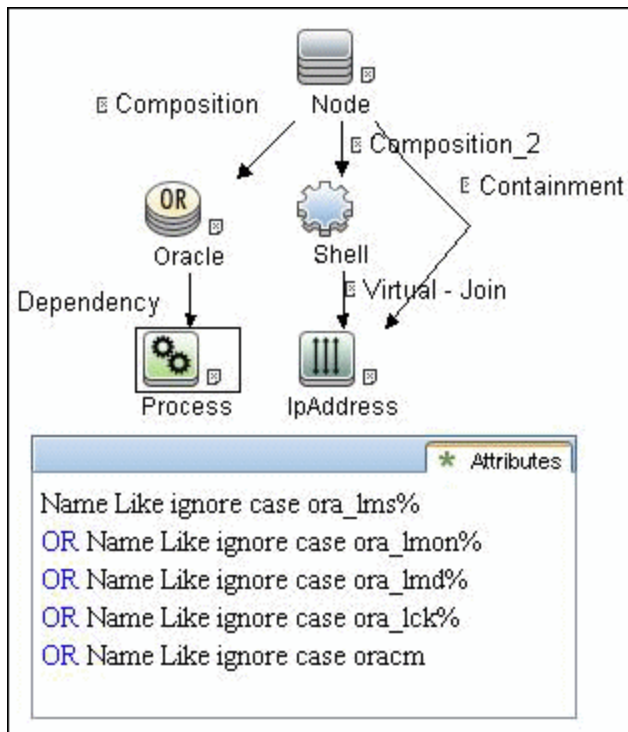 Node
Composition
Composition_2
Containment
OR
Oracle
Shell
Dependency
Virtual - Join
Process
IpAddress
* Attributes
Name Like ignore case ora_lms%
OR Name Like ignore case ora_lmon%
OR Name Like ignore case ora_lmd%
OR Name Like ignore case ora_lck%
OR Name Like ignore case oracm